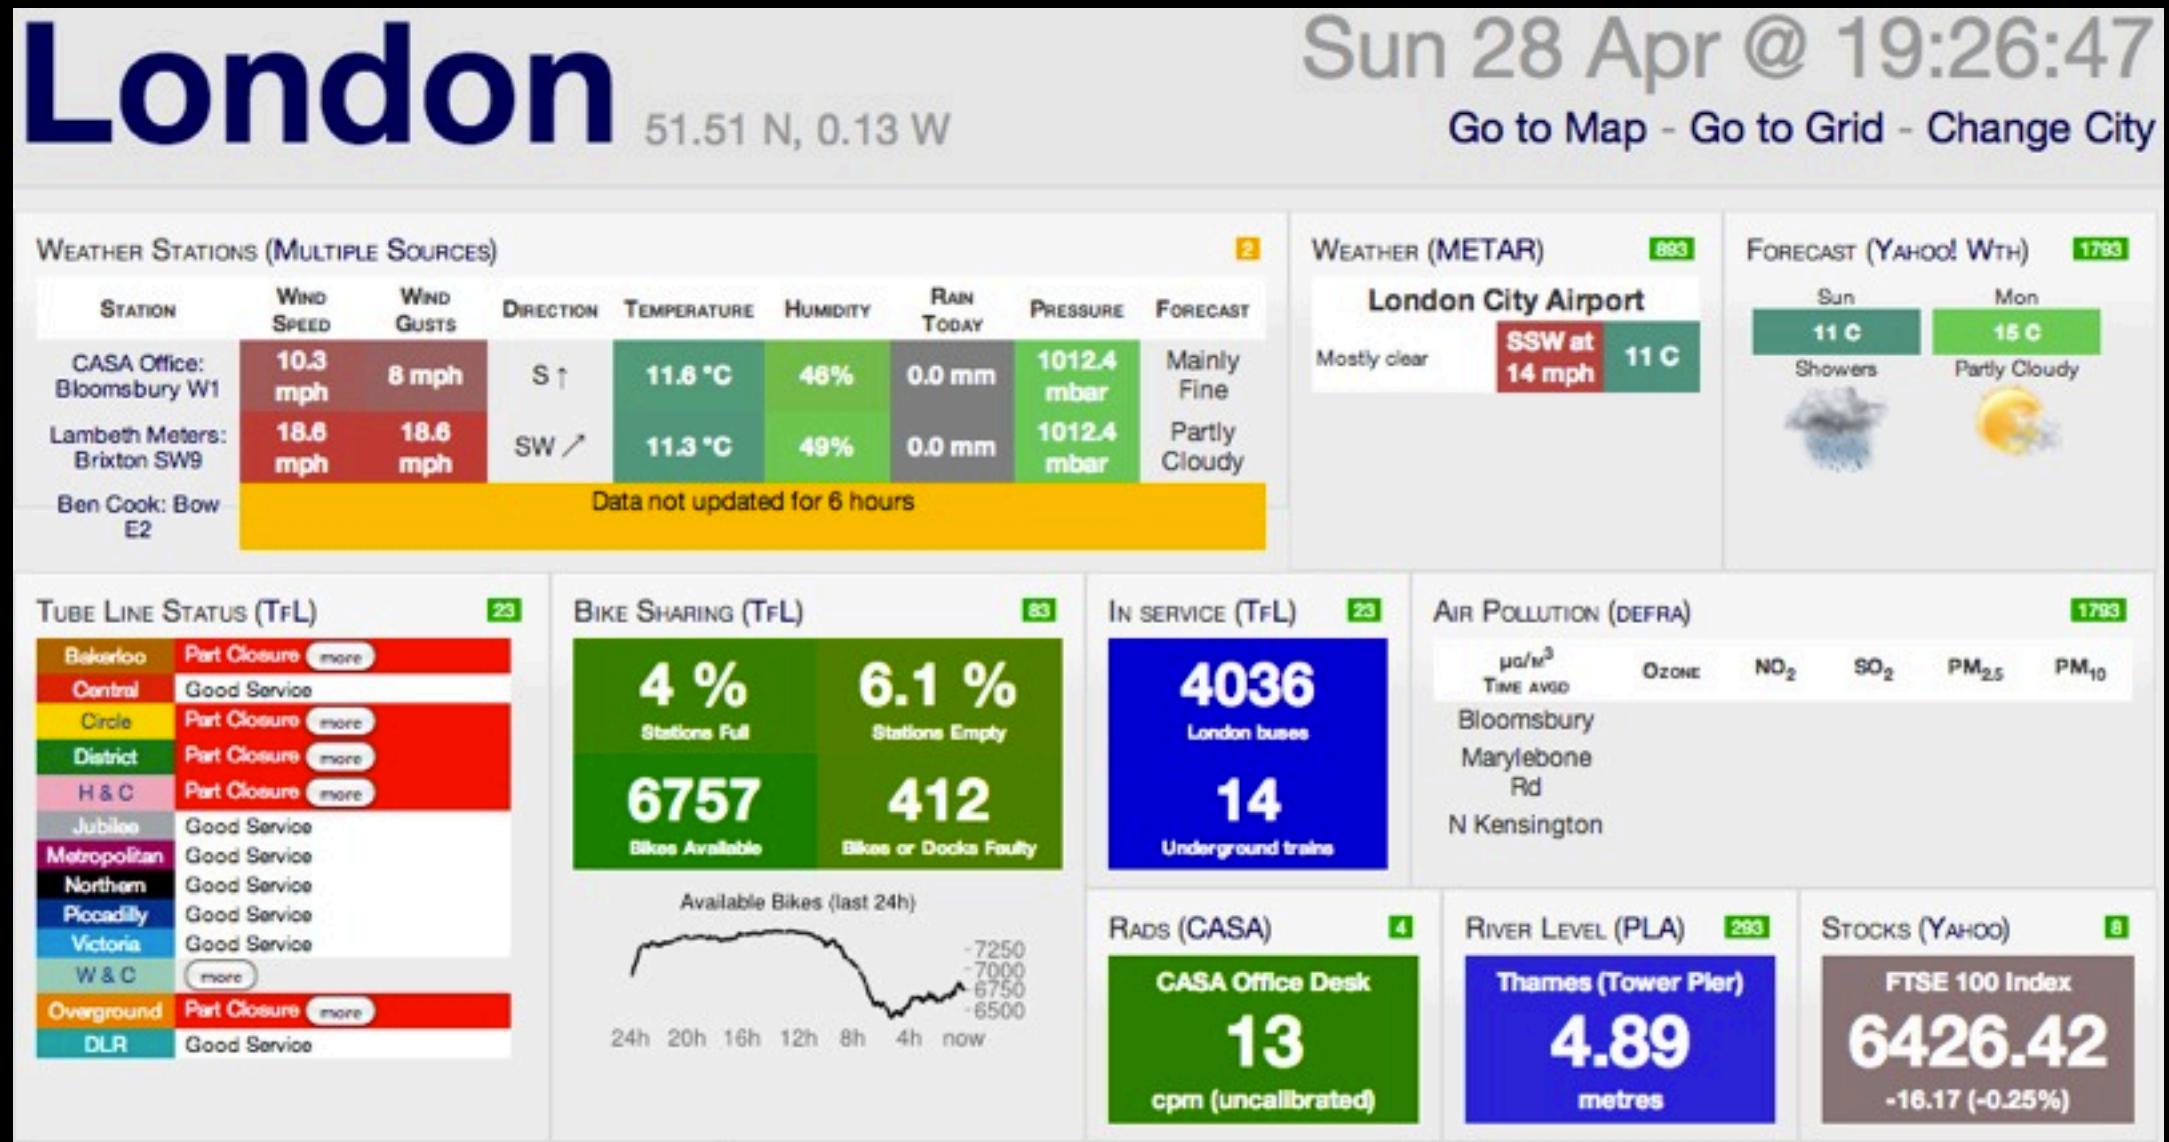 London 51.51 N, 0.13 W
Sun 28 Apr @ 19:26:47
Go to Map - Go to Grid - Change City
WEATHER STATIONS (MULTIPLE SOURCES) 2
STATION WIND SPEED WIND GUSTS DIRECTION TEMPERATURE HUMIDITY RAIN TODAY PRESSURE FORECAST
CASA Office: Bloomsbury W1 10.3 mph 8 mph S ↑ 11.6 °C 46% 0.0 mm 1012.4 mbar Mainly Fine
Lambeth Meters: Brixton SW9 18.6 mph 18.6 mph SW ↗ 11.3 °C 49% 0.0 mm 1012.4 mbar Partly Cloudy
Ben Cook: Bow E2 Data not updated for 6 hours
WEATHER (METAR) 893
London City Airport
Mostly clear SSW at 14 mph 11 C
FORECAST (YAHOO! WTH) 1793
Sun Mon
11 C 15 C
Showers Partly Cloudy
TUBE LINE STATUS (TFL) 23
Bakerloo Part Closure more
Central Good Service
Circle Part Closure more
District Part Closure more
H & C Part Closure more
Jubilee Good Service
Metropolitan Good Service
Northern Good Service
Piccadilly Good Service
Victoria Good Service
W & C more
Overground Part Closure more
DLR Good Service
BIKE SHARING (TFL) 83
4 % 6.1 %
Stations Full Stations Empty
6757 412
Bikes Available Bikes or Docks Faulty
Available Bikes (last 24h)
-7250
-7000
-6750
-6500
24h 20h 16h 12h 8h 4h now
IN SERVICE (TFL) 23
4036
London buses
14
Underground trains
AIR POLLUTION (DEFRA) 1793
µG/M³ TIME AVGD OZONE NO₂ SO₂ PM₂.₅ PM₁₀
Bloomsbury
Marylebone
Rd
N Kensington
RADS (CASA) 4
CASA Office Desk
13
cpm (uncalibrated)
RIVER LEVEL (PLA) 293
Thames (Tower Pier)
4.89
metres
STOCKS (YAHOO) 8
FTSE 100 Index
6426.42
-16.17 (-0.25%)